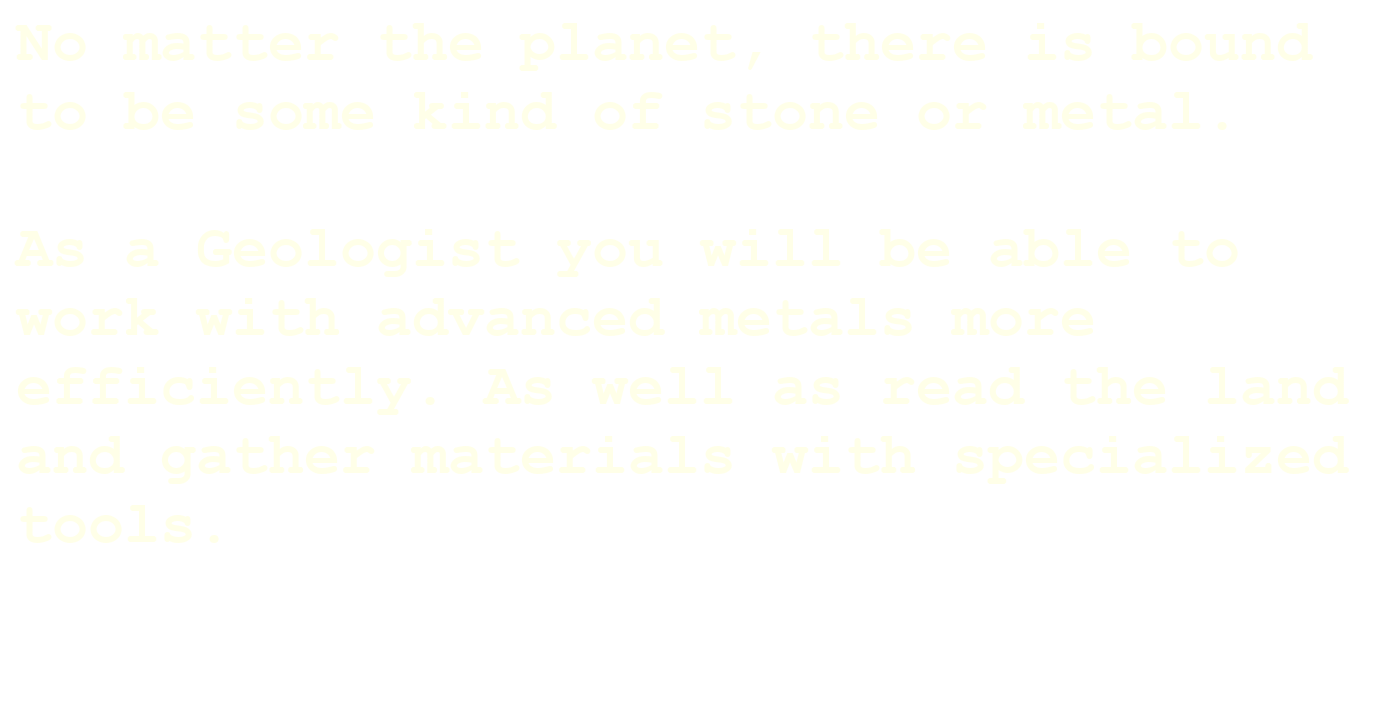 No matter the planet, there is bound
to be some kind of stone or metal.
As a Geologist you will be able to
work with advanced metals more
efficiently. As well as read the land
and gather materials with specialized
tools.